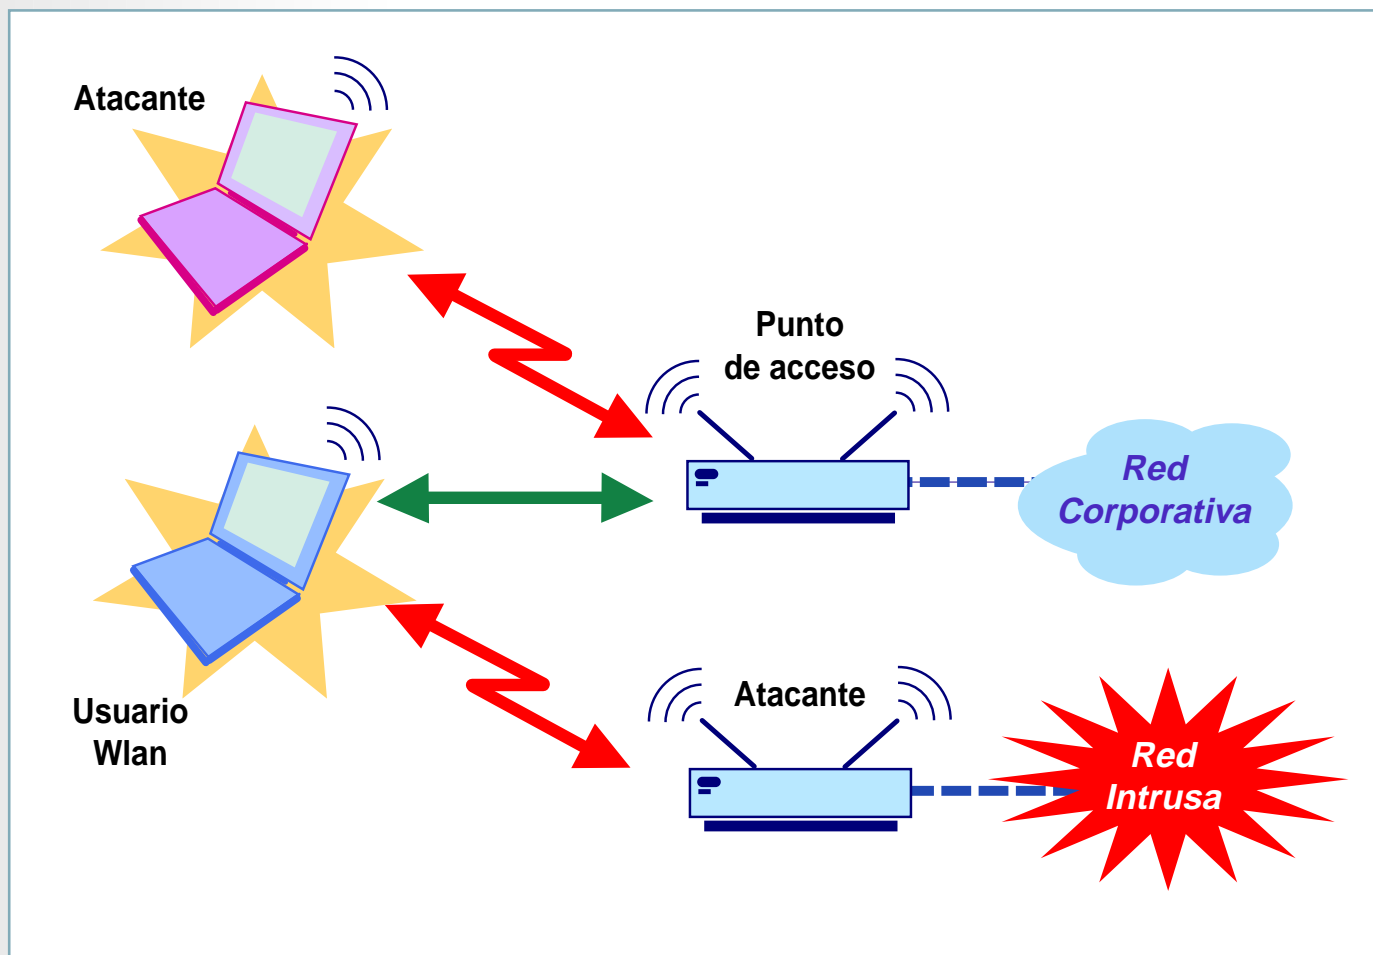 Atacante
Punto
de acceso
Red
Corporativa
Usuario
Wlan
Atacante
Red
Intrusa